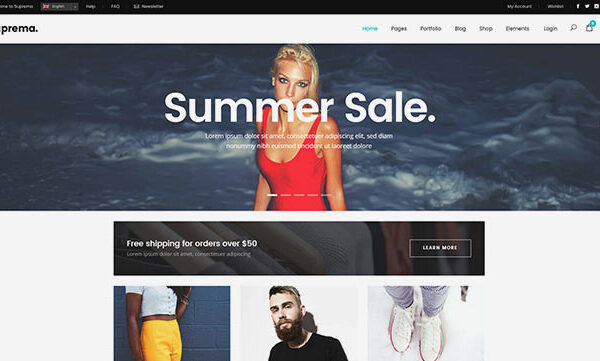 me to Suprema
English
Help
FAQ
Newsletter
My Account
Wishlist
prema.
Home
Pages
Portfolio
Blog
Shop
Elements
Login
Summer Sale.
Lorem ipsum dolor sit amet, consectetuer adipiscing elit, sed diam
nonummy nibh euismod tincidunt ut laoreet dolore
Free shipping for orders over $50
Lorem ipsum dolor sit amet, consectetuer adipiscing
LEARN MORE